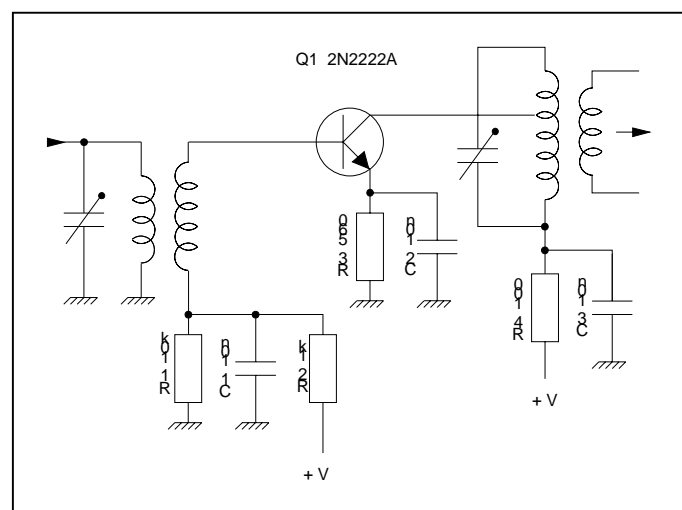 Q1 2N2222A
R3 560
C2 10n
R4 100
C3 10n
R1 10k
C1 10n
R2 1k
+ V
+ V